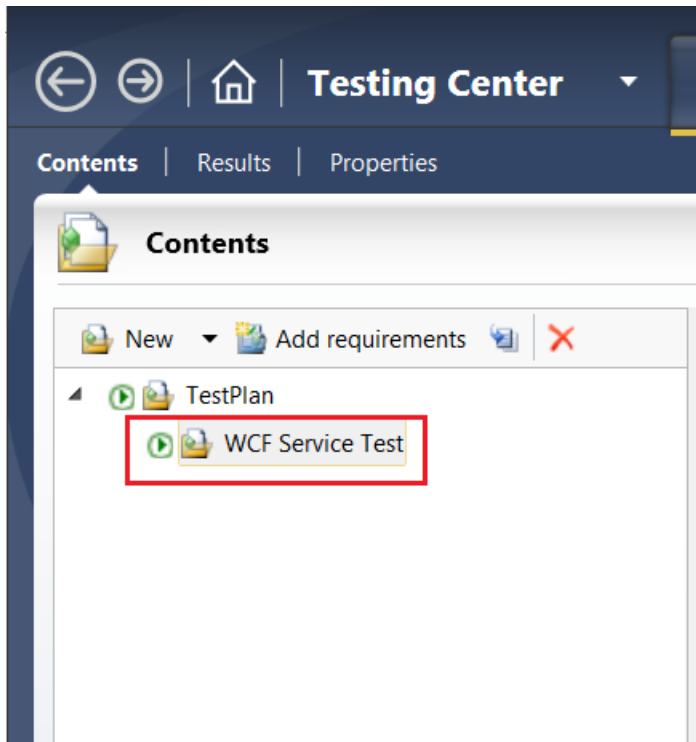 Testing Center
Contents Results Properties
Contents
New Add requirements
TestPlan
WCF Service Test